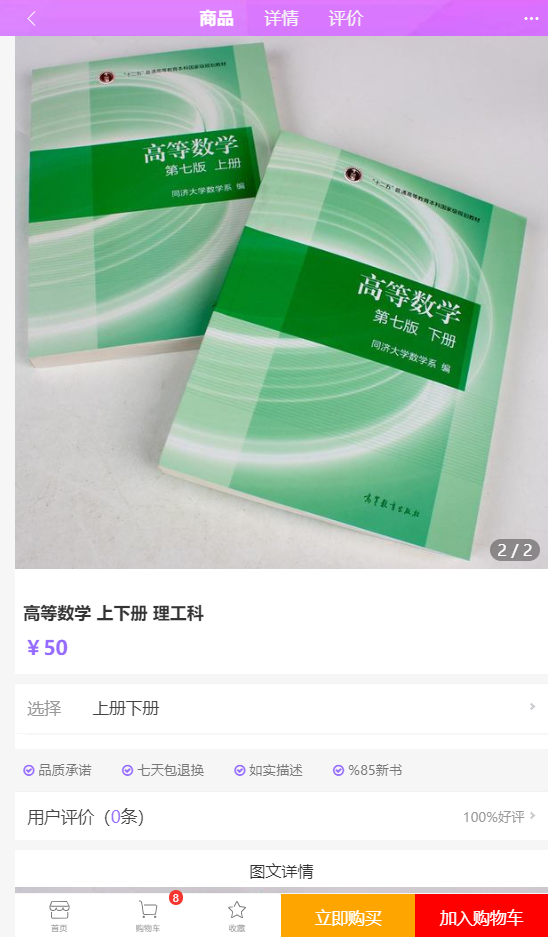 商品 详情 评价
"十二五"普通高等教育本科国家级规划教材
高等数学
第七版 上册
同济大学数学系 编
"十二五"普通高等教育本科国家级规划教材
高等数学
第七版 下册
同济大学数学系 编
高等教育出版社
2 / 2
高等数学 上下册 理工科
￥50
选择 上册下册
品质承诺 七天包退换 如实描述 %85新书
用户评价（0条） 100%好评
图文详情
8
首页 购物车 收藏 立即购买 加入购物车